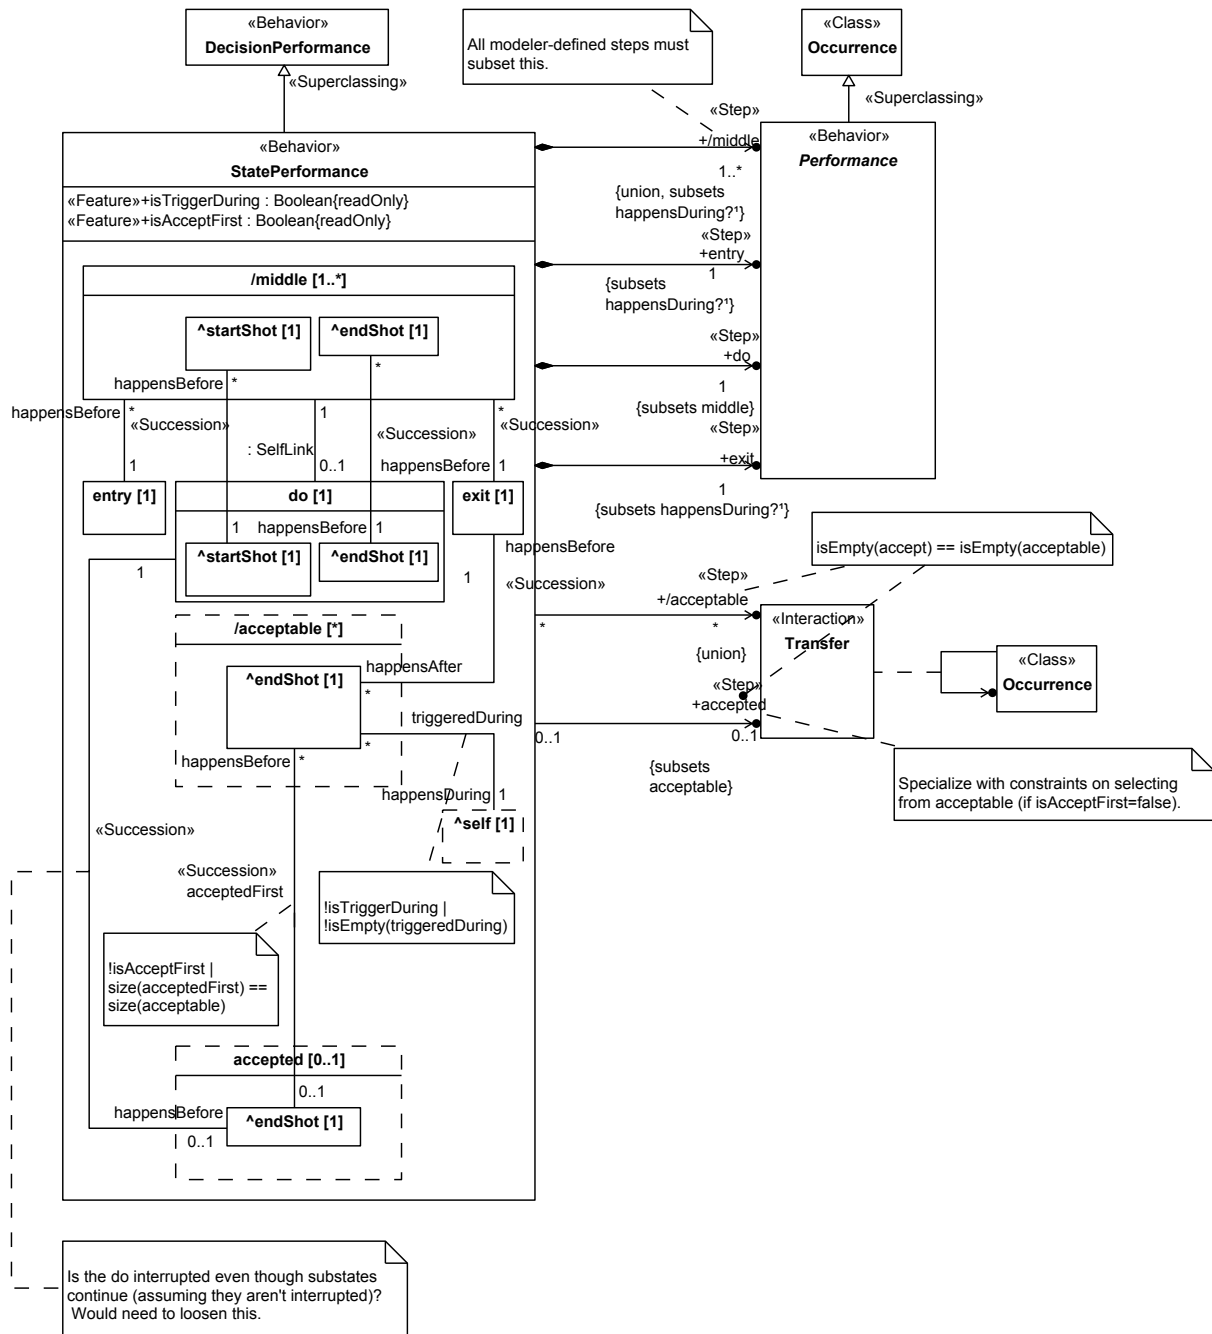 «Behavior»
DecisionPerformance
«Superclassing»
All modeler-defined steps must
subset this.
«Class»
Occurrence
«Superclassing»
«Behavior»
StatePerformance
«Feature»+isTriggerDuring : Boolean{readOnly}
«Feature»+isAcceptFirst : Boolean{readOnly}
«Step»
+/middle
1..*
{union, subsets
happensDuring?¹}
«Behavior»
Performance
«Step»
+entry
1
{subsets
happensDuring?¹}
«Step»
+do
1
{subsets middle}
«Step»
+exit
1
{subsets happensDuring?¹}
/middle [1..*]
^startShot [1]
^endShot [1]
happensBefore
*
*
happensBefore
*
«Succession»
1
*
«Succession»
«Succession»
: SelfLink
0..1
happensBefore
1
1
entry [1]
do [1]
exit [1]
1
happensBefore
1
^startShot [1]
^endShot [1]
happensBefore
1
1
«Succession»
isEmpty(accept) == isEmpty(acceptable)
«Step»
+/acceptable
*
*
{union}
«Interaction»
Transfer
«Class»
Occurrence
/acceptable [*]
^endShot [1]
happensAfter
*
triggeredDuring
*
happensBefore
*
happensDuring
1
^self [1]
«Step»
+accepted
0..1
0..1
{subsets
acceptable}
Specialize with constraints on selecting
from acceptable (if isAcceptFirst=false).
«Succession»
«Succession»
acceptedFirst
!isTriggerDuring |
!isEmpty(triggeredDuring)
!isAcceptFirst |
size(acceptedFirst) ==
size(acceptable)
accepted [0..1]
0..1
happensBefore
0..1
^endShot [1]
Is the do interrupted even though substates
continue (assuming they aren't interrupted)?
Would need to loosen this.